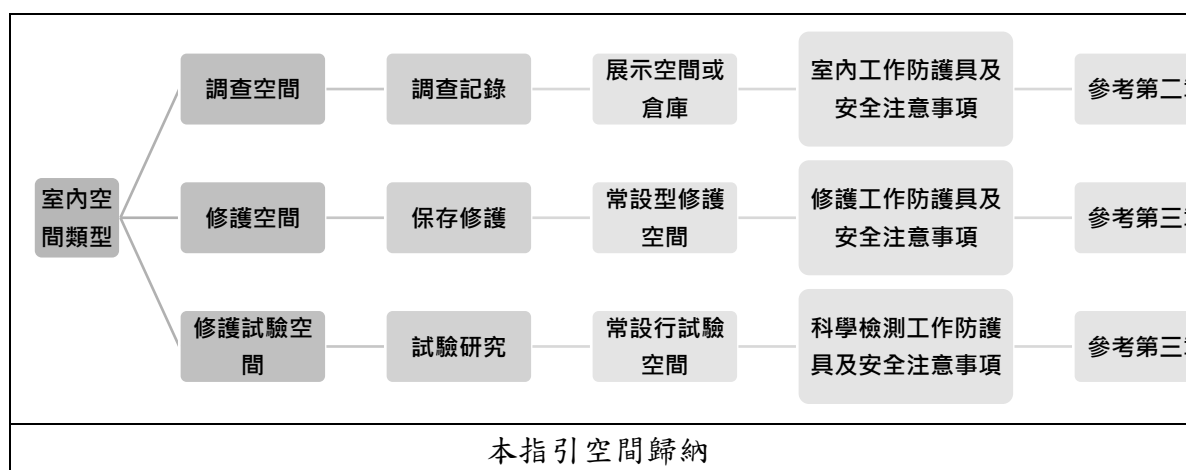 調查空間
調查記錄
展示空間或
倉庫
室內工作防護具及
安全注意事項
參考第二
室內空
間類型
修護空間
保存修護
常設型修護
空間
修護工作防護具及
安全注意事項
參考第三
修護試驗空
間
試驗研究
常設行試驗
空間
科學檢測工作防護
具及安全注意事項
參考第三
本指引空間歸納